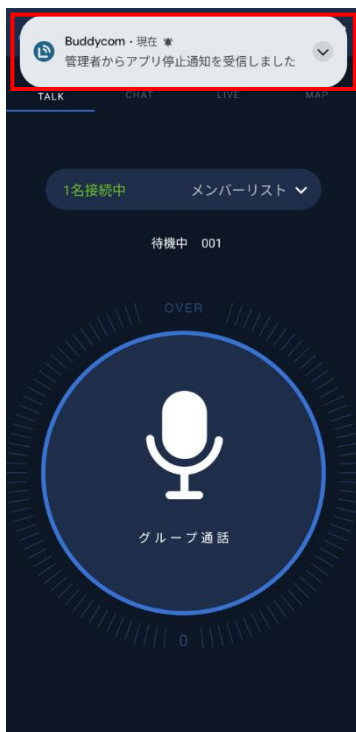 Buddycom・現在
管理者からアプリ停止通知を受信しました
TALK CHAT LIVE MAP
1名接続中 メンバーリスト
待機中 001
OVER
グループ通話
0